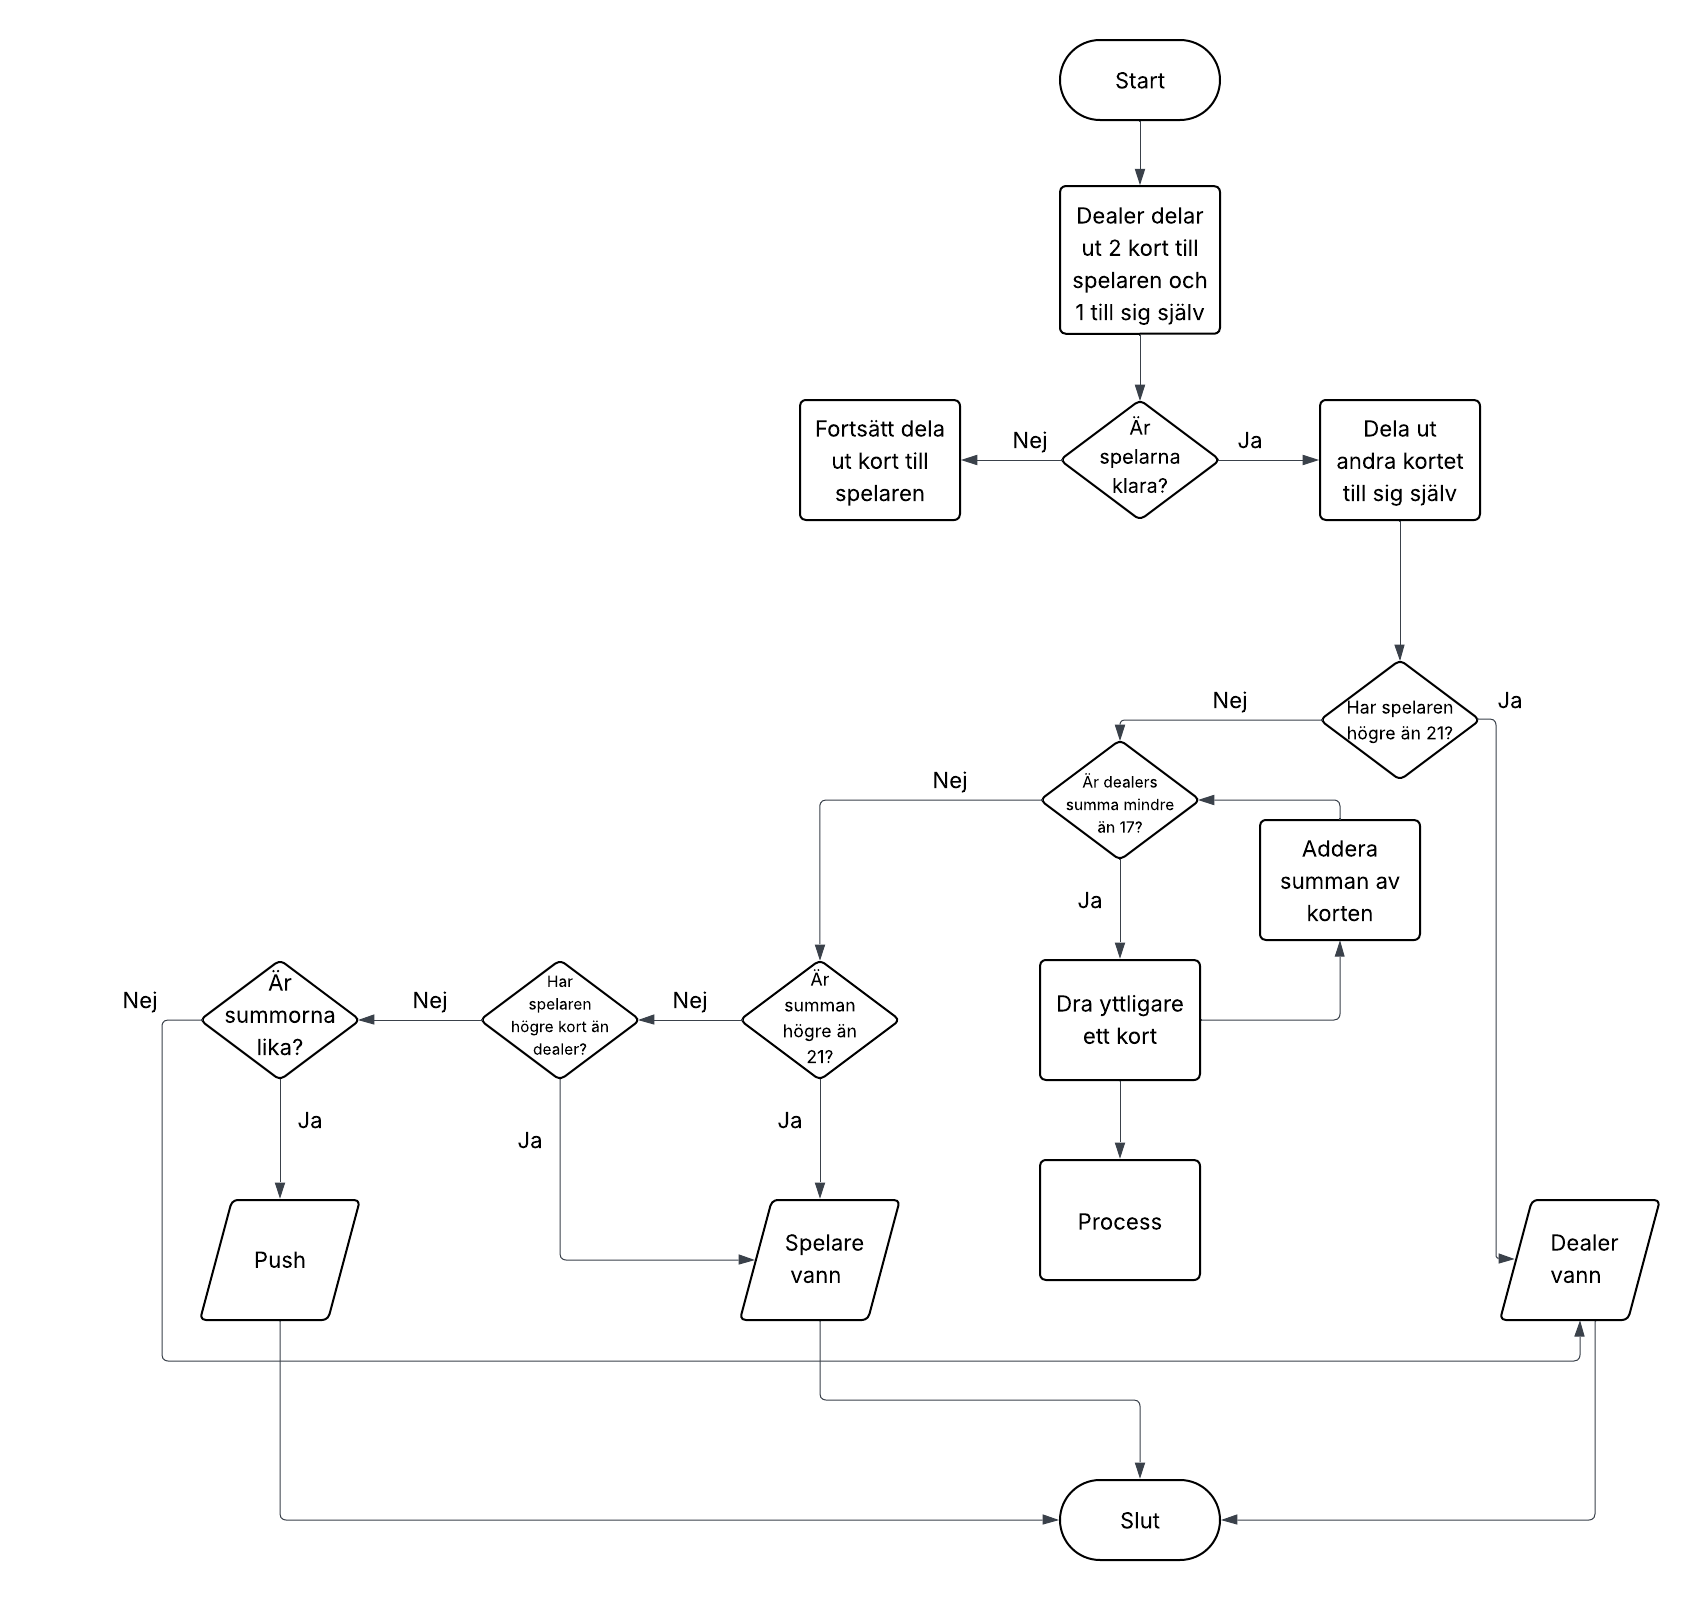 Start
Dealer delar
ut 2 kort till
spelaren och
1 till sig själv
Fortsätt dela
ut kort till
spelaren
Nej
Är
spelarna
klara?
Ja
Dela ut
andra kortet
till sig själv
Nej
Har spelaren
högre än 21?
Ja
Nej
Är dealers
summa mindre
än 17?
Addera
summan av
korten
Ja
Nej
Är
summorna
lika?
Nej
Har
spelaren
högre kort än
dealer?
Nej
Är
summan
högre än
21?
Dra yttligare
ett kort
Ja
Ja
Ja
Push
Spelare
vann
Process
Dealer
vann
Slut